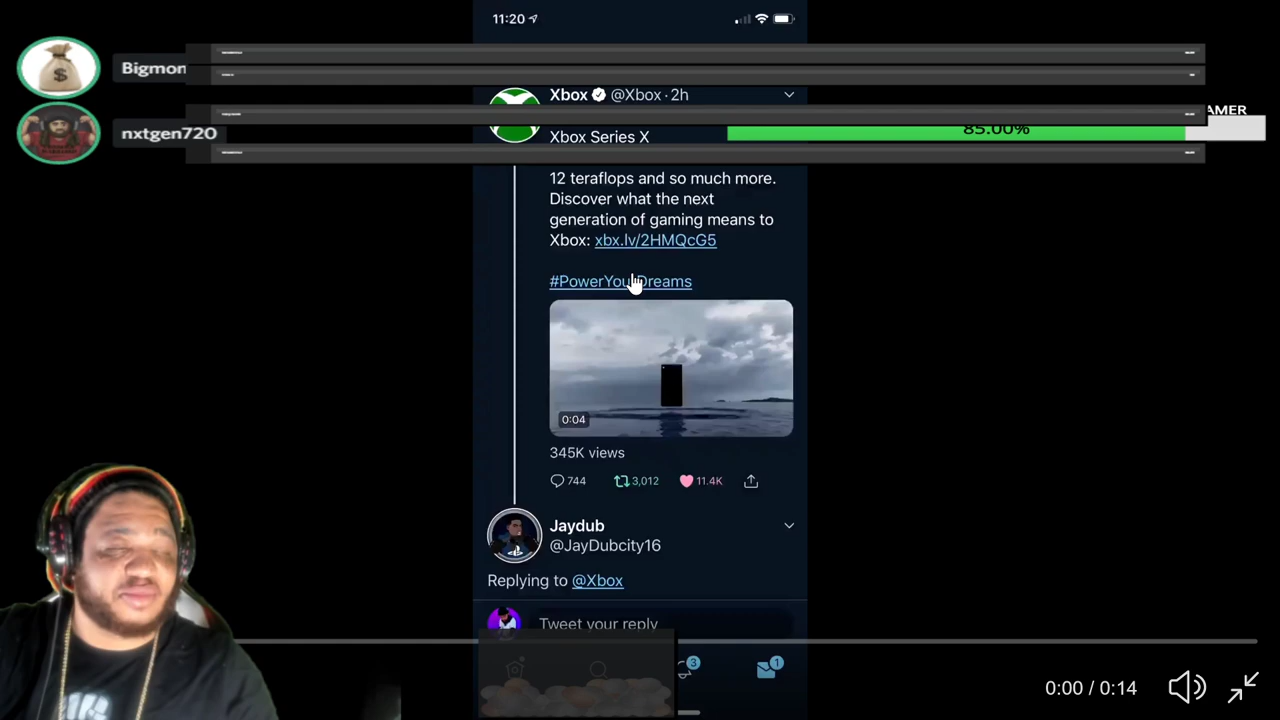 11:20
Bigmon
Xbox @Xbox · 2h
AMER
nxtgen720
Xbox Series X
85.00%
12 teraflops and so much more.
Discover what the next
generation of gaming means to
Xbox: xbx.lv/2HMQcG5
#PowerYou Dreams
0:04
345K views
744 3,012 11.4K
Jaydub
@JayDubcity16
Replying to @Xbox
Tweet your reply
3 1
0:00 / 0:14